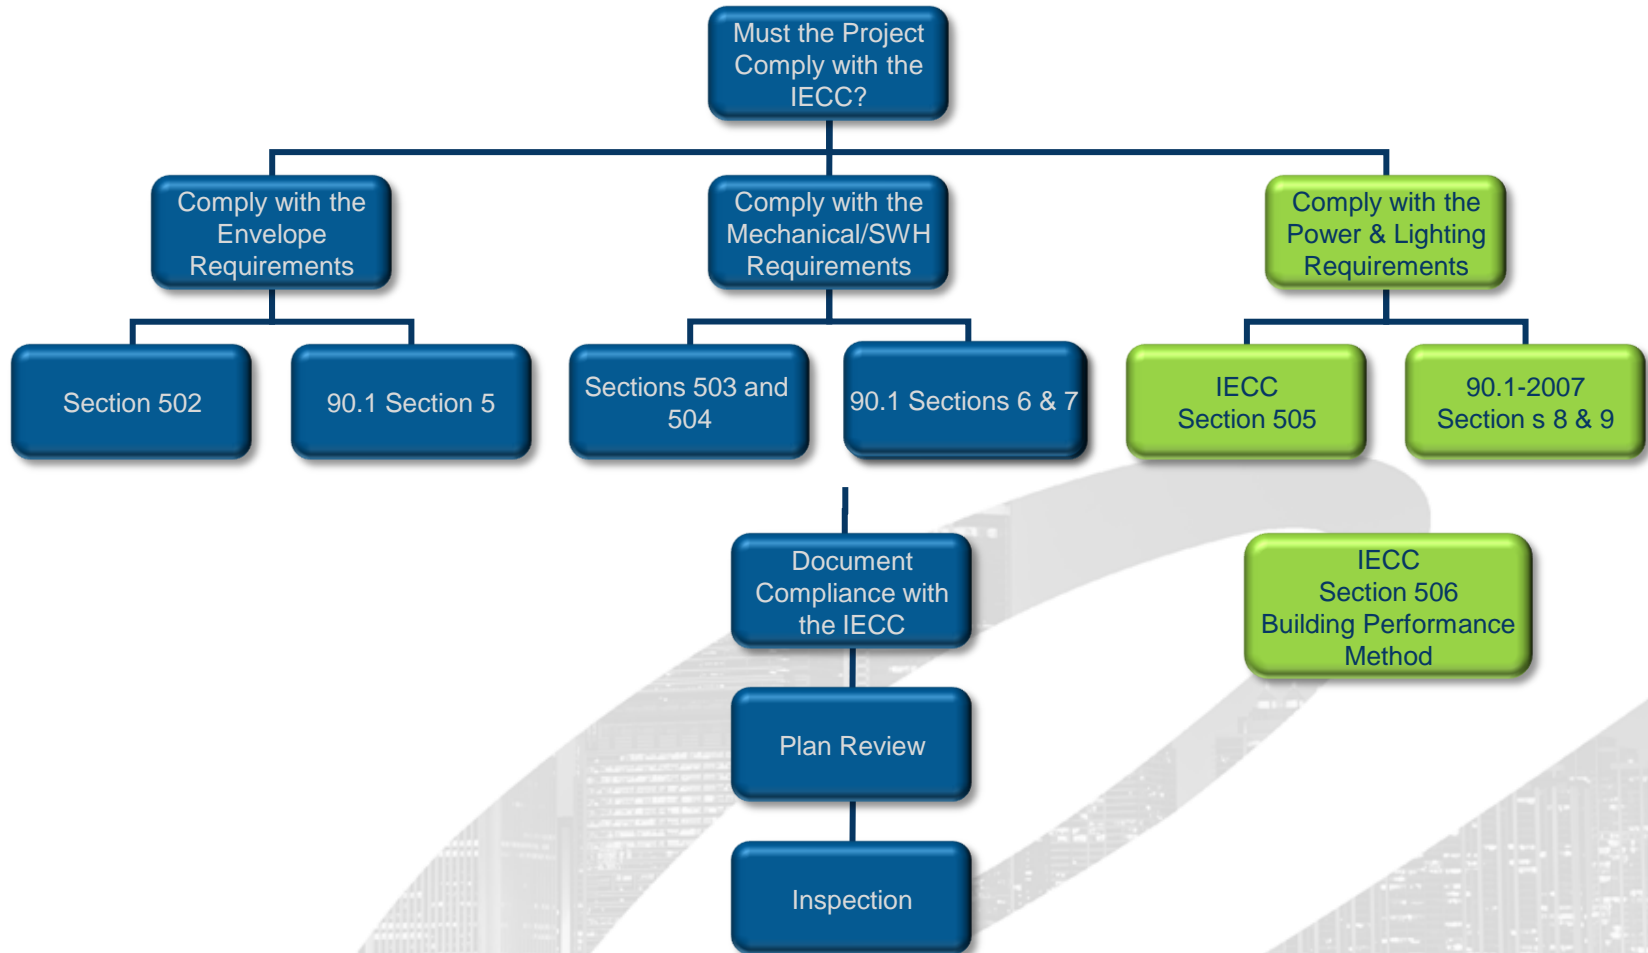 Must the Project
Comply with the
IECC?
Comply with the
Envelope
Requirements
Comply with the
Mechanical/SWH
Requirements
Comply with the
Power & Lighting
Requirements
Section 502
90.1 Section 5
Sections 503 and
504
90.1 Sections 6 & 7
IECC
Section 505
90.1-2007
Section s 8 & 9
Document
Compliance with
the IECC
IECC
Section 506
Building Performance
Method
Plan Review
Inspection